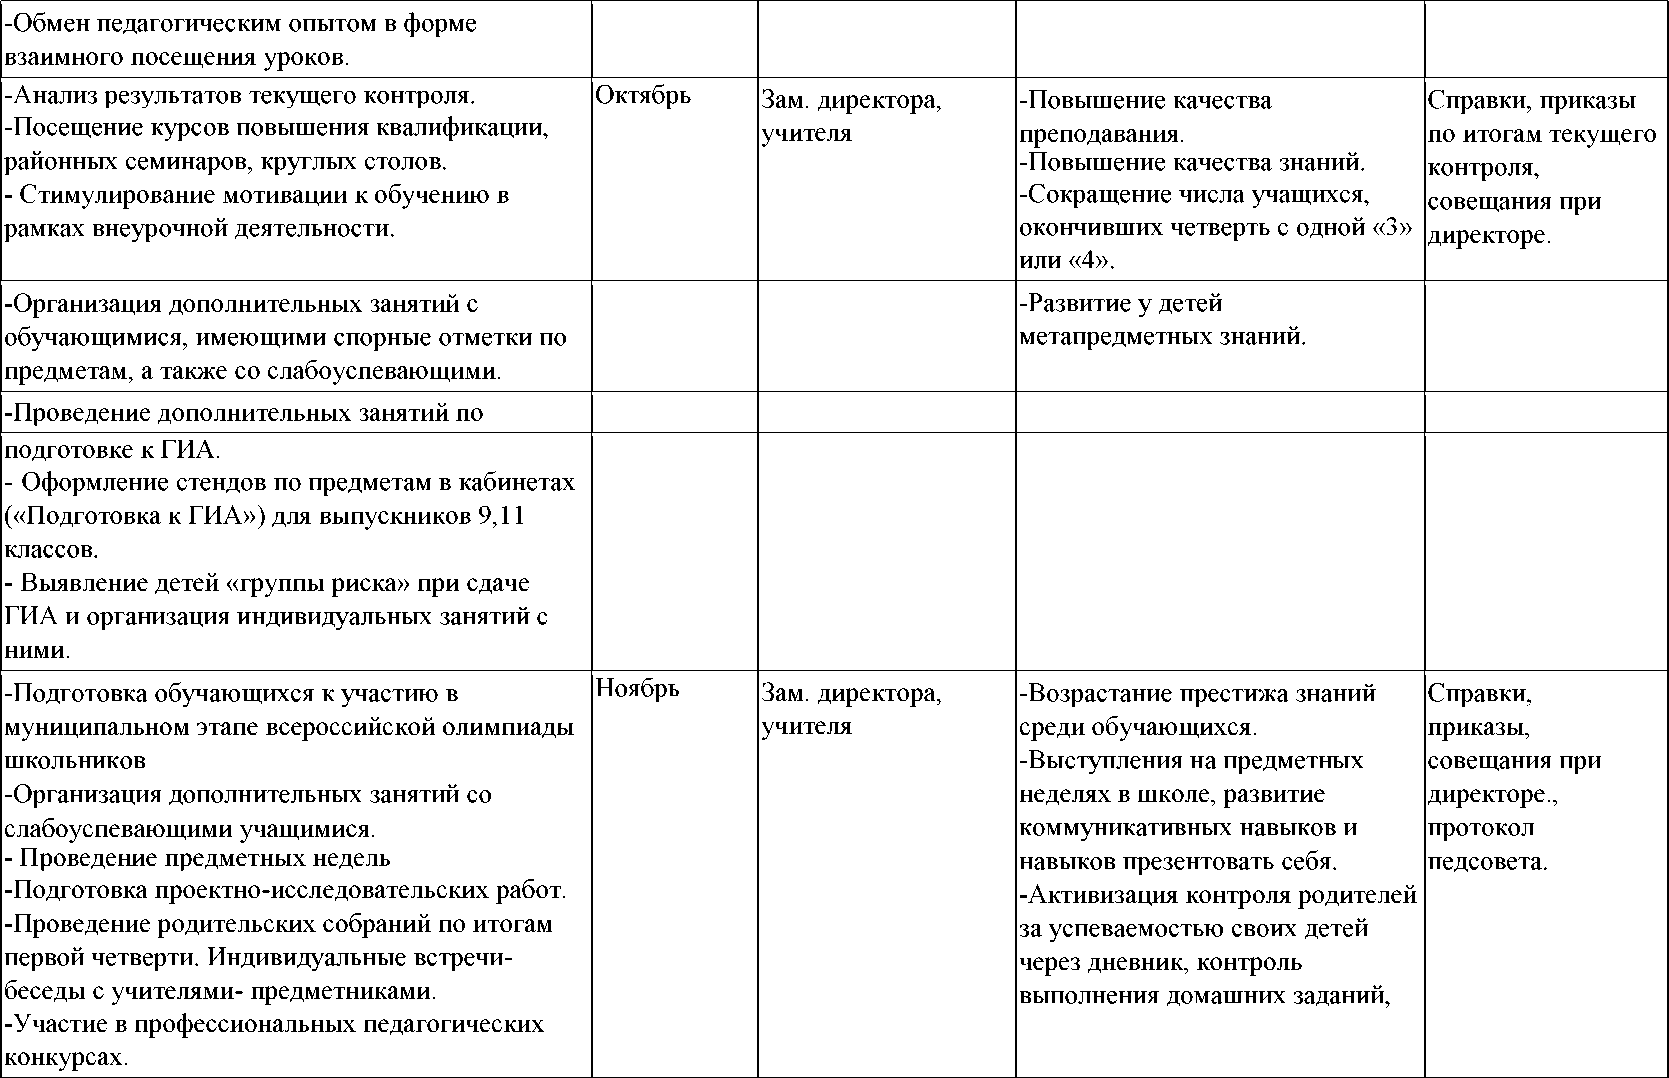 -Обмен педагогическим опытом в форме
взаимного посещения уроков.
-Анализ результатов текущего контроля.
-Посещение курсов повышения квалификации,
районных семинаров, круглых столов.
- Стимулирование мотивации к обучению в
рамках внеурочной деятельности.
Октябрь
Зам. директора,
учителя
-Повышение качества
преподавания.
-Повышение качества знаний.
-Сокращение числа учащихся,
окончивших четверть с одной «3»
или «4».
Справки, приказы
по итогам текущего
контроля,
совещания при
директоре.
-Организация дополнительных занятий с
обучающимися, имеющими спорные отметки по
предметам, а также со слабоуспевающими.
-Развитие у детей
метапредметных знаний.
-Проведение дополнительных занятий по
подготовке к ГИА.
- Оформление стендов по предметам в кабинетах
(«Подготовка к ГИА») для выпускников 9,11
классов.
- Выявление детей «группы риска» при сдаче
ГИА и организация индивидуальных занятий с
ними.
-Подготовка обучающихся к участию в
муниципальном этапе всероссийской олимпиады
школьников
-Организация дополнительных занятий со
слабоуспевающими учащимися.
- Проведение предметных недель
-Подготовка проектно-исследовательских работ.
-Проведение родительских собраний по итогам
первой четверти. Индивидуальные встречи-
беседы с учителями- предметниками.
-Участие в профессиональных педагогических
конкурсах.
Ноябрь
Зам. директора,
учителя
-Возрастание престижа знаний
среди обучающихся.
-Выступления на предметных
неделях в школе, развитие
коммуникативных навыков и
навыков презентовать себя.
-Активизация контроля родителей
за успеваемостью своих детей
через дневник, контроль
выполнения домашних заданий,
Справки,
приказы,
совещания при
директоре.,
протокол
педсовета.